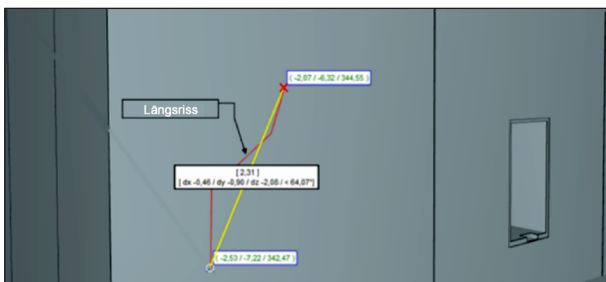 ( -2,07 / -6,32 / 344,55 )
Längsriss
[ 2,31 ]
[ dx -0,46 / dy -0,90 / dz -2,08 / < 64,07°]
( -2,53 / -7,22 / 342,47 )